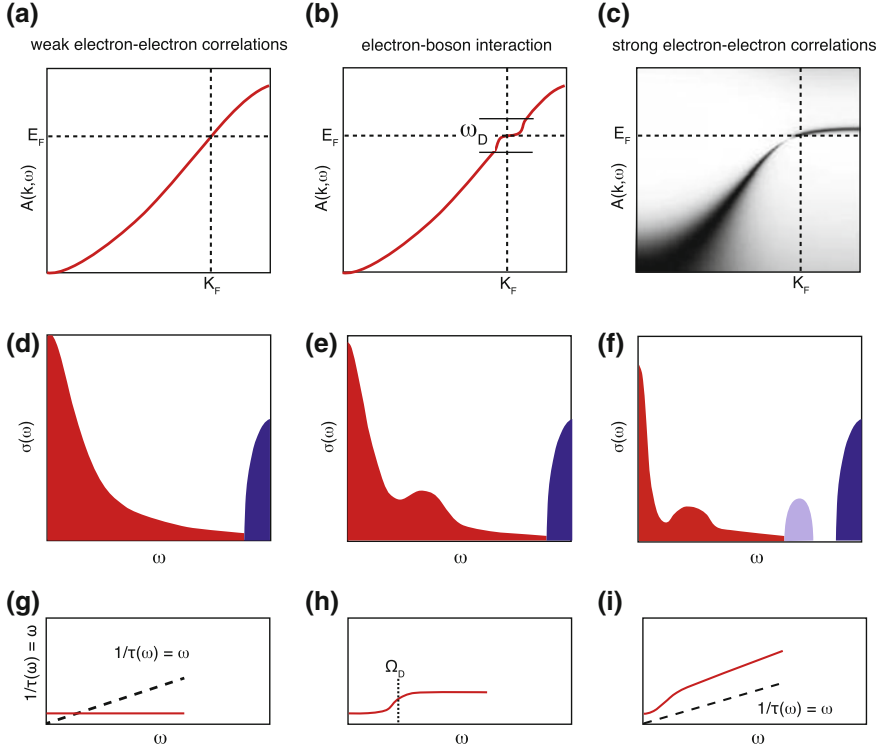 (a)
weak electron-electron correlations
E_F
A(k,ω)
K_F
(b)
electron-boson interaction
E_F
ω_D
A(k,ω)
K_F
(c)
strong electron-electron correlations
E_F
A(k,ω)
K_F
(d)
σ(ω)
ω
(e)
σ(ω)
ω
(f)
σ(ω)
ω
(g)
1/τ(ω) = ω
1/τ(ω) = ω
ω
(h)
Ω_D
ω
(i)
1/τ(ω) = ω
ω